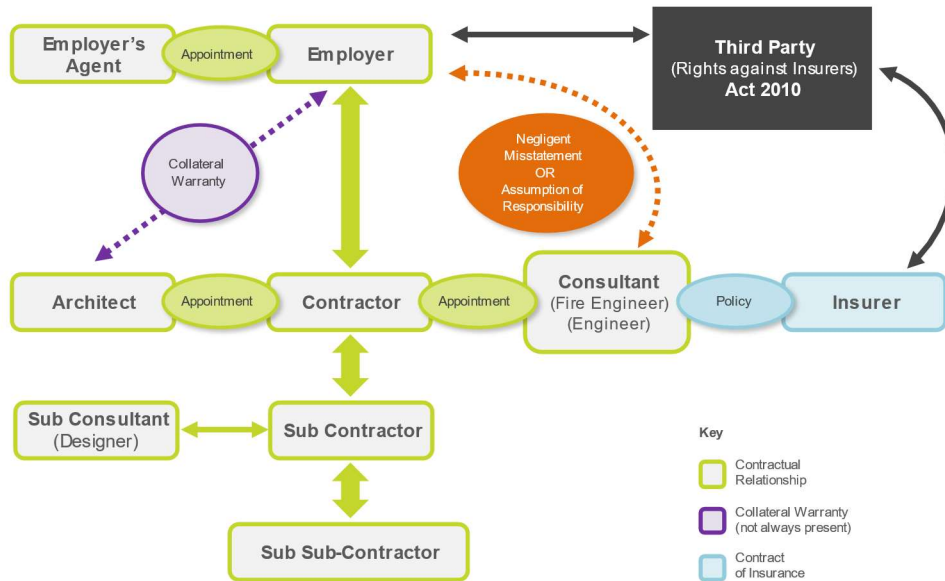 Employer's
Agent
Appointment
Employer
Third Party
(Rights against Insurers)
Act 2010
Collateral
Warranty
Negligent
Misstatement
OR
Assumption of
Responsibility
Architect
Appointment
Contractor
Appointment
Consultant
(Fire Engineer)
(Engineer)
Policy
Insurer
Sub Consultant
(Designer)
Sub Contractor
Sub Sub-Contractor
Key
Contractual
Relationship
Collateral Warranty
(not always present)
Contract
of Insurance